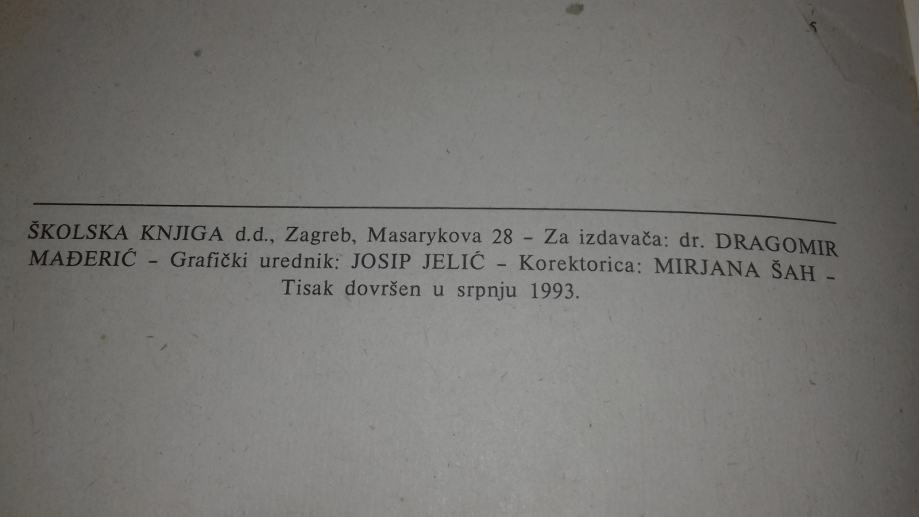 ŠKOLSKA KNJIGA d.d., Zagreb, Masarykova 28 – Za izdavača: dr. DRAGOMIR
MAĐERIĆ – Grafički urednik: JOSIP JELIĆ – Korektorica: MIRJANA ŠAH –
Tisak dovršen u srpnju 1993.